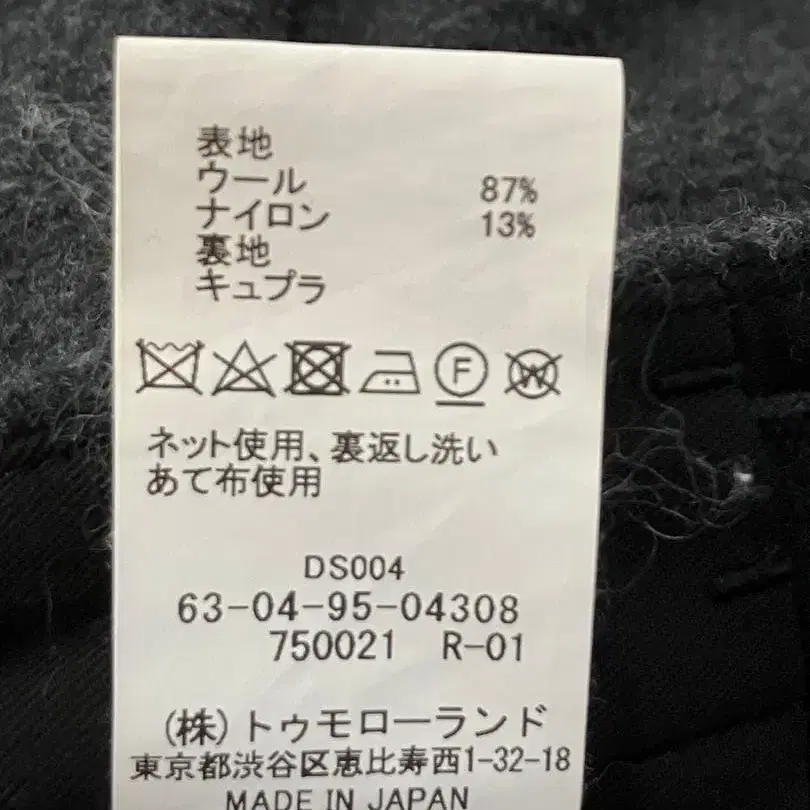 表地
ウール 87%
ナイロン 13%
裏地
キュプラ
F W
ネット使用、裏返し洗い
あて布使用
DS004
63-04-95-04308
750021 R-01
(株)トゥモローランド
東京都渋谷区恵比寿西1-32-18
MADE IN JAPAN